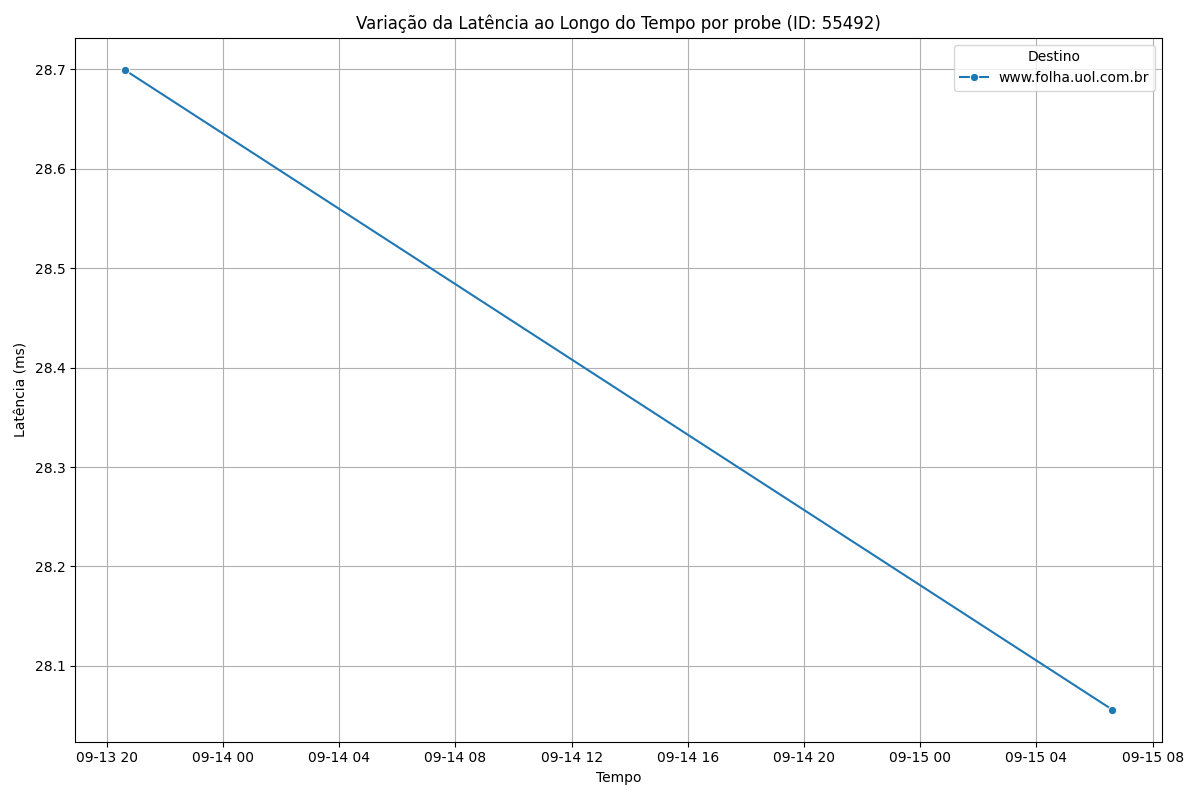 Variação da Latência ao Longo do Tempo por probe (ID: 55492)
Destino
www.folha.uol.com.br
Latência (ms)
28.7
28.6
28.5
28.4
28.3
28.2
28.1
09-13 20 09-14 00 09-14 04 09-14 08 09-14 12 09-14 16 09-14 20 09-15 00 09-15 04 09-15 08
Tempo